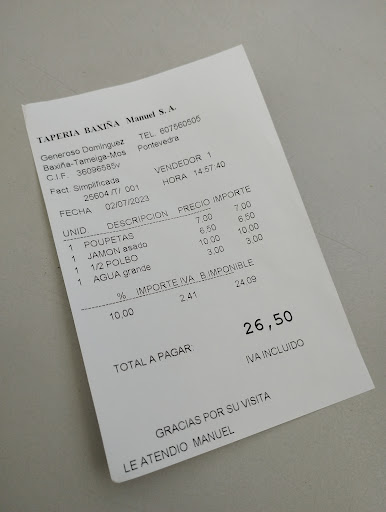 TAPERIA BAXIÑA Manuel S. A.
Generoso Dominguez TEL. 607560505
Baxiña-Tameiga-Mos Pontevedra
C.I.F. 36096585v
Fact. Simplificada VENDEDOR 1
25604 /T/ 001 HORA 14:57:40
FECHA 02/07/2023
UNID. DESCRIPCION PRECIO IMPORTE
1 POUPETAS 7.00 7.00
1 JAMON asado 6.50 6.50
1 1/2 POLBO 10.00 10.00
1 AGUA grande 3.00 3.00
% IMPORTE IVA B.IMPONIBLE
10.00 2.41 24.09
TOTAL A PAGAR: 26,50
IVA INCLUIDO
GRACIAS POR SU VISITA
LE ATENDIO MANUEL